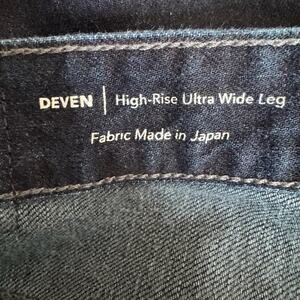 DEVEN | High-Rise Ultra Wide Leg
Fabric Made in Japan